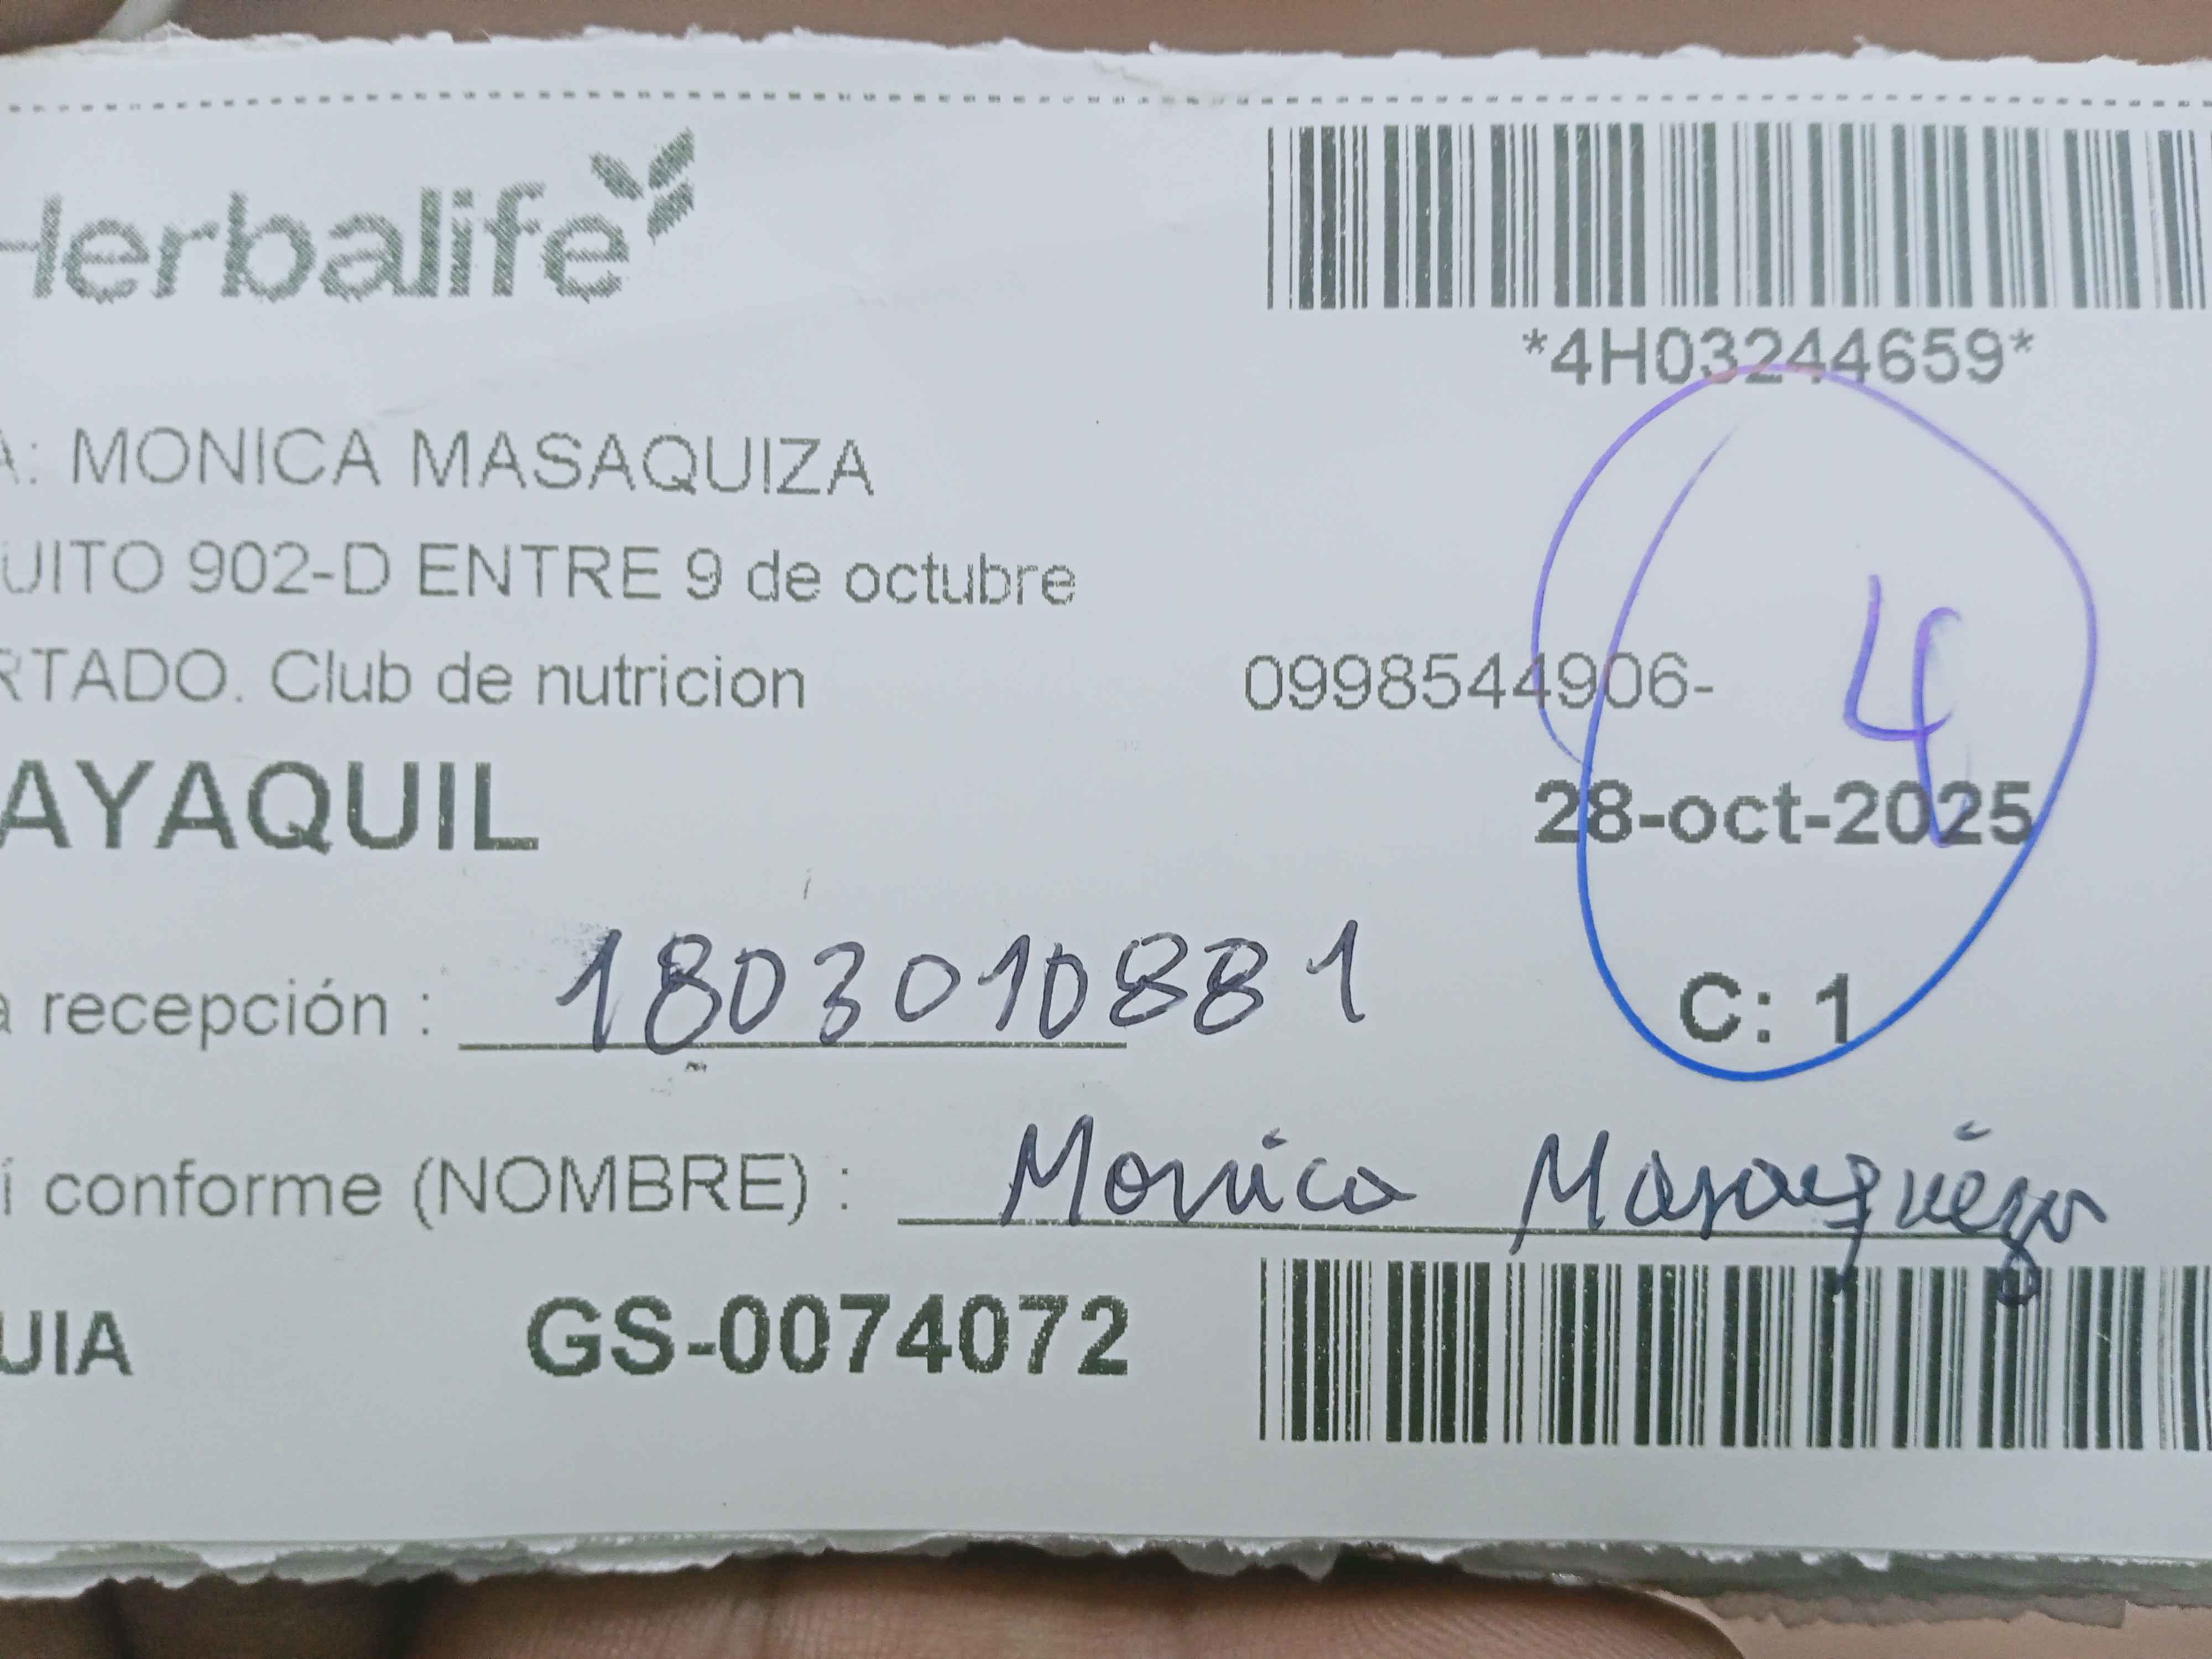 Herbalife
*4H03244659*
A: MONICA MASAQUIZA
UITO 902-D ENTRE 9 de octubre
RTADO. Club de nutricion 0998544906-
4
AYAQUIL 28-oct-2025
a recepción : 1803010881 C: 1
í conforme (NOMBRE) : Monica Masaquiza
UIA GS-0074072